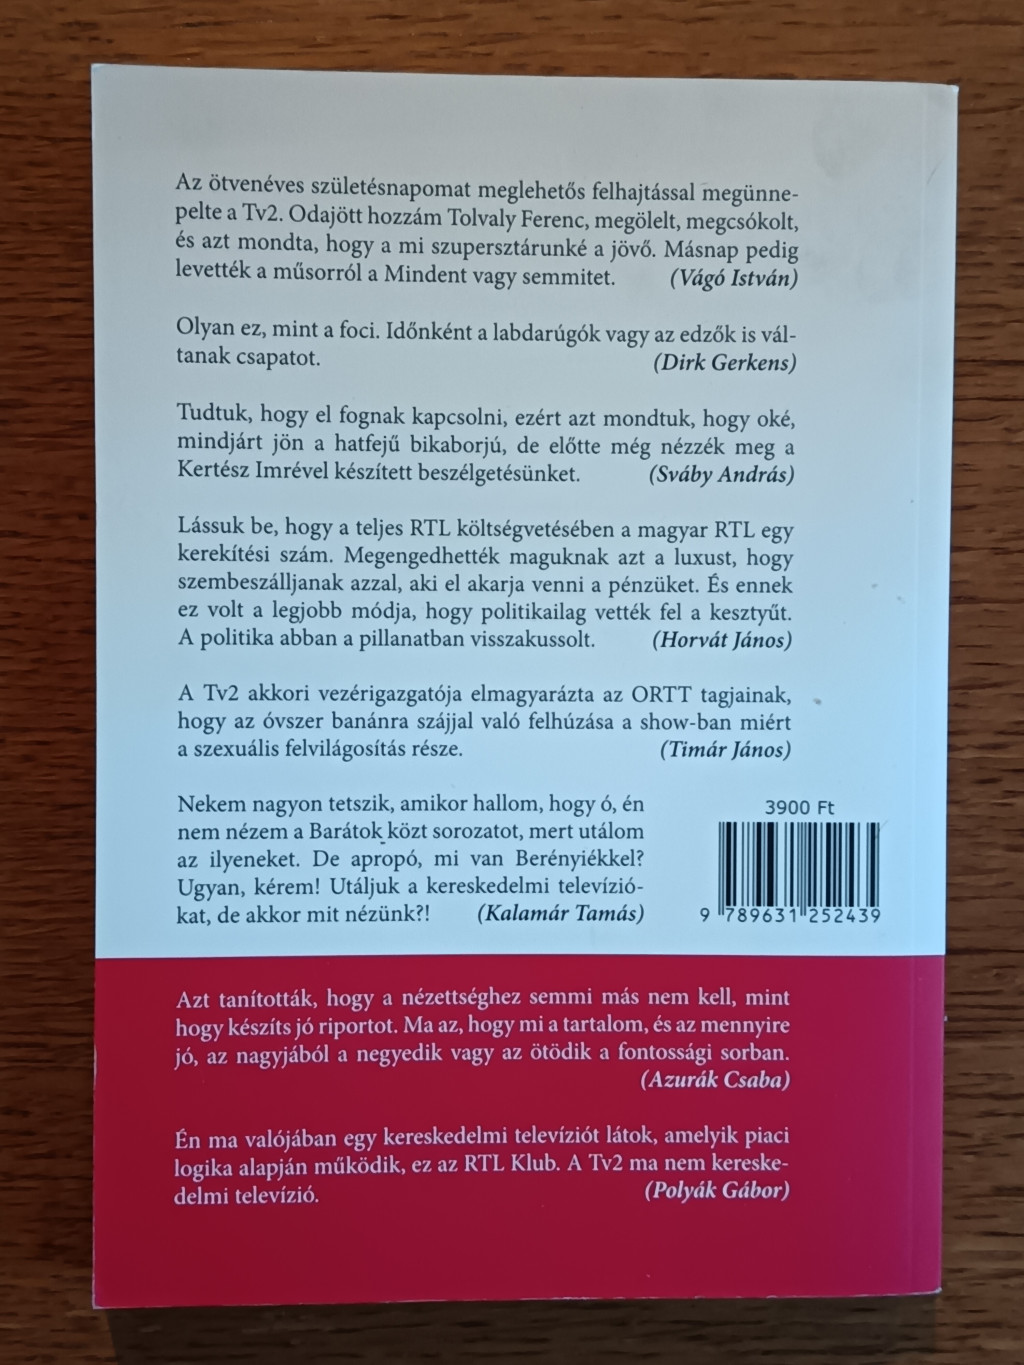 Az ötvenéves születésnapomat meglehetős felhajtással megünne-
pelte a Tv2. Odajött hozzám Tolvaly Ferenc, megölelt, megcsókolt,
és azt mondta, hogy a mi szupersztárunké a jövő. Másnap pedig
levették a műsorról a Mindent vagy semmitet. (Vágó István)
Olyan ez, mint a foci. Időnként a labdarúgók vagy az edzők is vál-
tanak csapatot. (Dirk Gerkens)
Tudtuk, hogy el fognak kapcsolni, ezért azt mondtuk, hogy oké,
mindjárt jön a hatfejű bikaborjú, de előtte még nézzék meg a
Kertész Imrével készített beszélgetésünket. (Sváby András)
Lássuk be, hogy a teljes RTL költségvetésében a magyar RTL egy
kerekítési szám. Megengedhették maguknak azt a luxust, hogy
szembeszálljanak azzal, aki el akarja venni a pénzüket. És ennek
ez volt a legjobb módja, hogy politikailag vették fel a kesztyűt.
A politika abban a pillanatban visszakussolt. (Horvát János)
A Tv2 akkori vezérigazgatója elmagyarázta az ORTT tagjainak,
hogy az óvszer banánra szájjal való felhúzása a show-ban miért
a szexuális felvilágosítás része. (Timár János)
Nekem nagyon tetszik, amikor hallom, hogy ó, én
nem nézem a Barátok közt sorozatot, mert utálom
az ilyeneket. De apropó, mi van Berényiékkel?
Ugyan, kérem! Utáljuk a kereskedelmi televízió-
kat, de akkor mit nézünk?! (Kalamár Tamás)
3900 Ft
9 789631 252439
Azt tanították, hogy a nézettséghez semmi más nem kell, mint
hogy készíts jó riportot. Ma az, hogy mi a tartalom, és az mennyire
jó, az nagyjából a negyedik vagy az ötödik a fontossági sorban.
(Azurák Csaba)
Én ma valójában egy kereskedelmi televíziót látok, amelyik piaci
logika alapján működik, ez az RTL Klub. A Tv2 ma nem kereske-
delmi televízió. (Polyák Gábor)